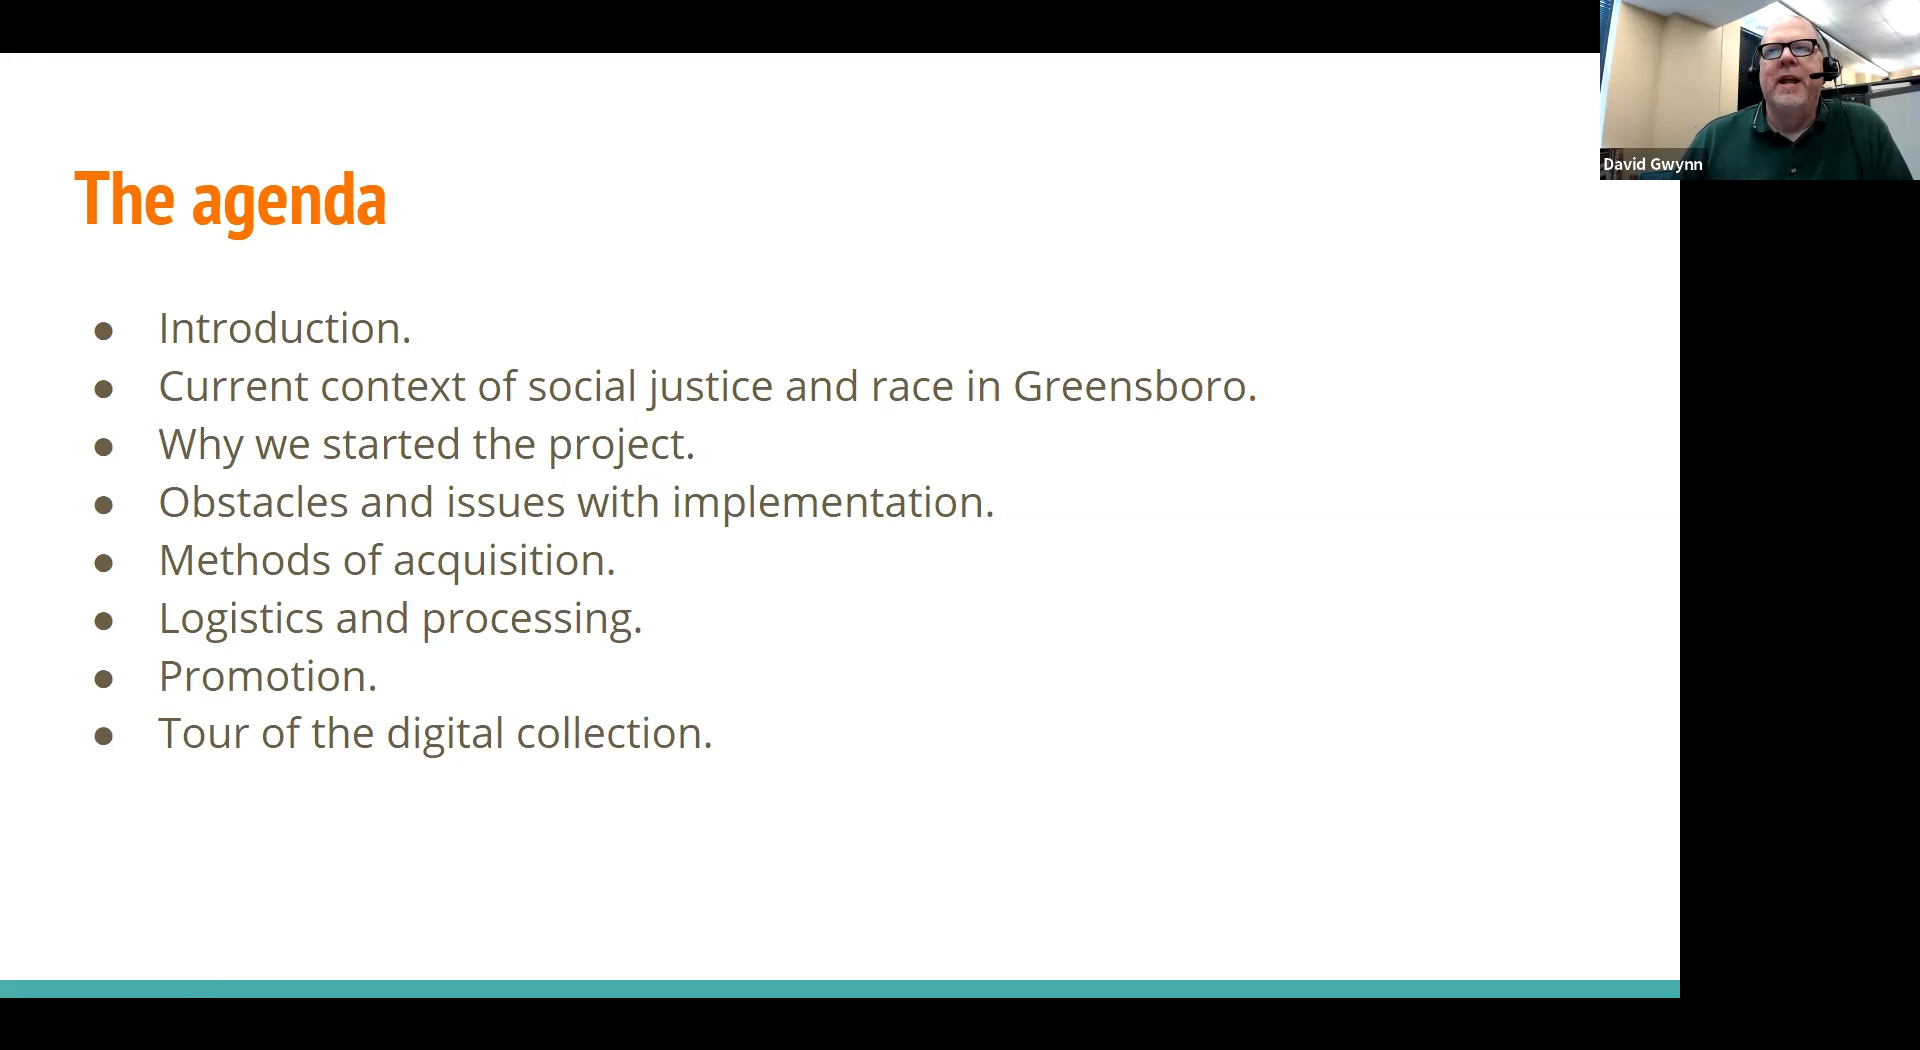 The agenda
● Introduction.
● Current context of social justice and race in Greensboro.
● Why we started the project.
● Obstacles and issues with implementation.
● Methods of acquisition.
● Logistics and processing.
● Promotion.
● Tour of the digital collection.
David Gwynn